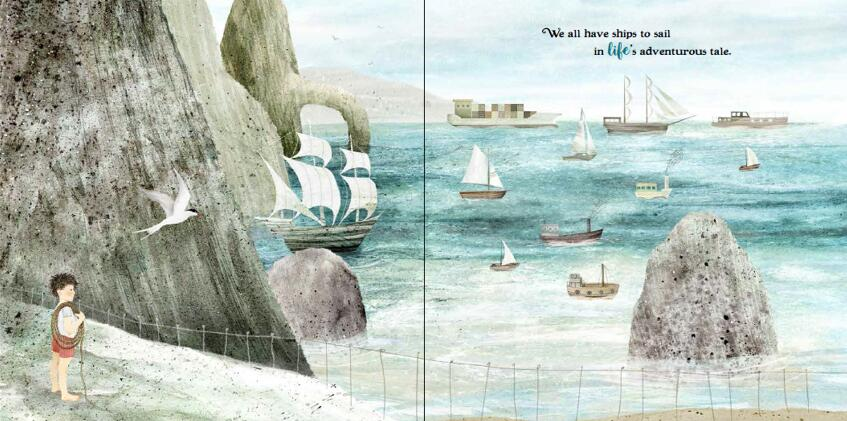 We all have ships to sail
in life's adventurous tale.